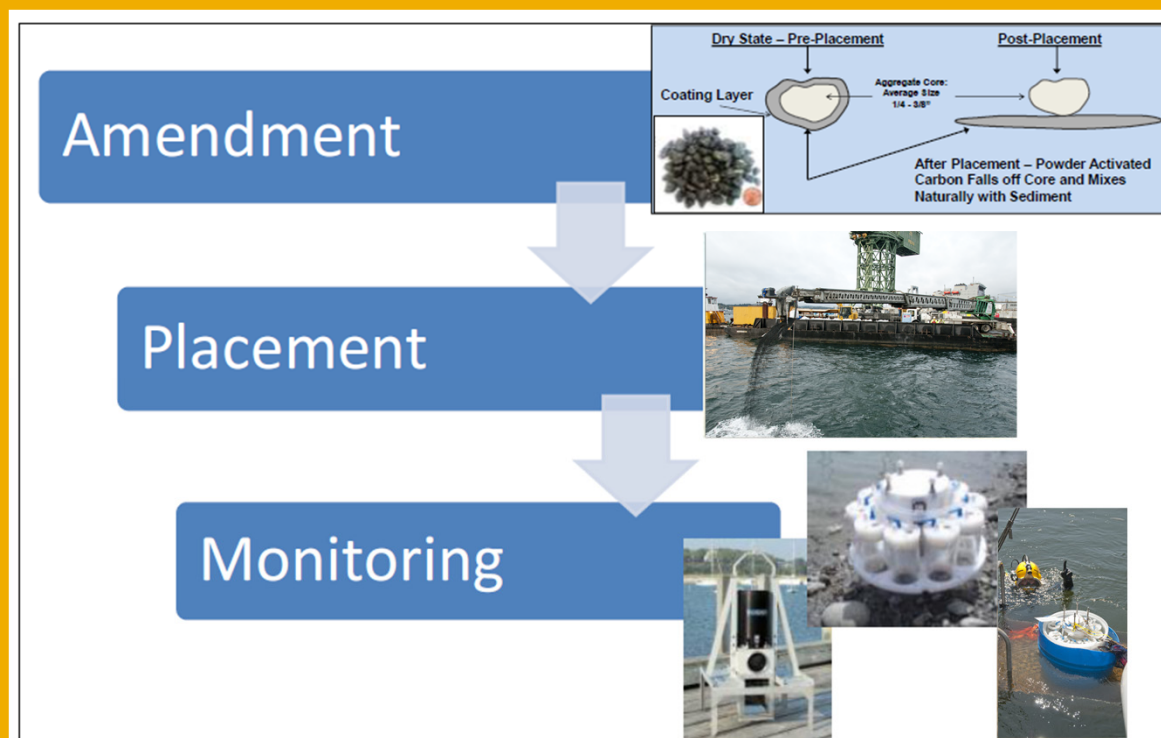 Amendment
Dry State – Pre-Placement
Post-Placement
Coating Layer
Aggregate Core:
Average Size
1/4 - 3/8"
After Placement – Powder Activated
Carbon Falls off Core and Mixes
Naturally with Sediment
Placement
Monitoring